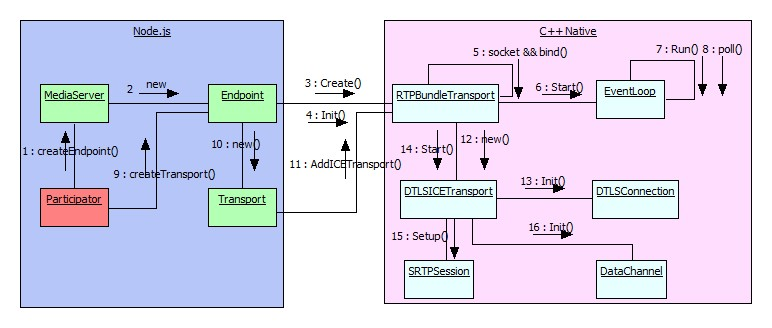 Node.js
C++ Native
5 : socket && bind()
7 : Run()
8 : poll()
2 new
3 : Create()
6 : Start()
MediaServer
Endpoint
RTPBundleTransport
EventLoop
4 : Init()
1 : createEndpoint()
10 : new()
14 : Start()
12 : new()
9 : createTransport()
11 : AddICETransport()
13 : Init()
Participator
Transport
DTLSICETransport
DTLSConnection
15 : Setup()
16 : Init()
SRTPSession
DataChannel